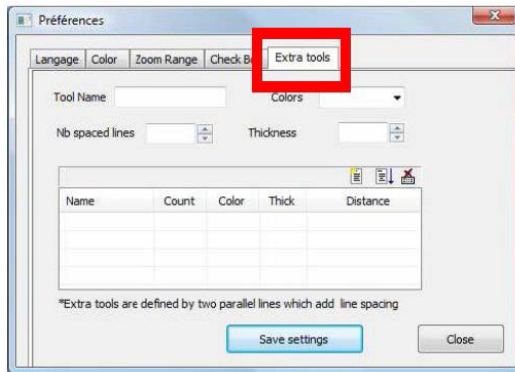 Préférences
Langage Color Zoom Range Check B Extra tools
Tool Name Colors
Nb spaced lines Thickness
Name Count Color Thick Distance
*Extra tools are defined by two parallel lines which add line spacing
Save settings Close